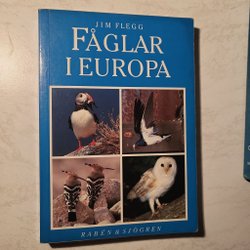 JIM FLEGG
FÅGLAR
I EUROPA
RABÉN & SJÖGREN